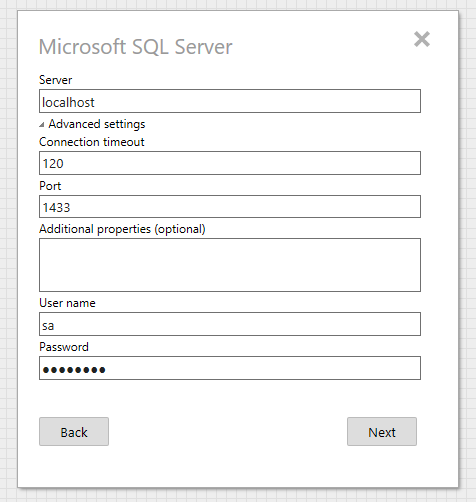 Microsoft SQL Server
Server
localhost
Advanced settings
Connection timeout
120
Port
1433
Additional properties (optional)
User name
sa
Password
●●●●●●●●
Back Next